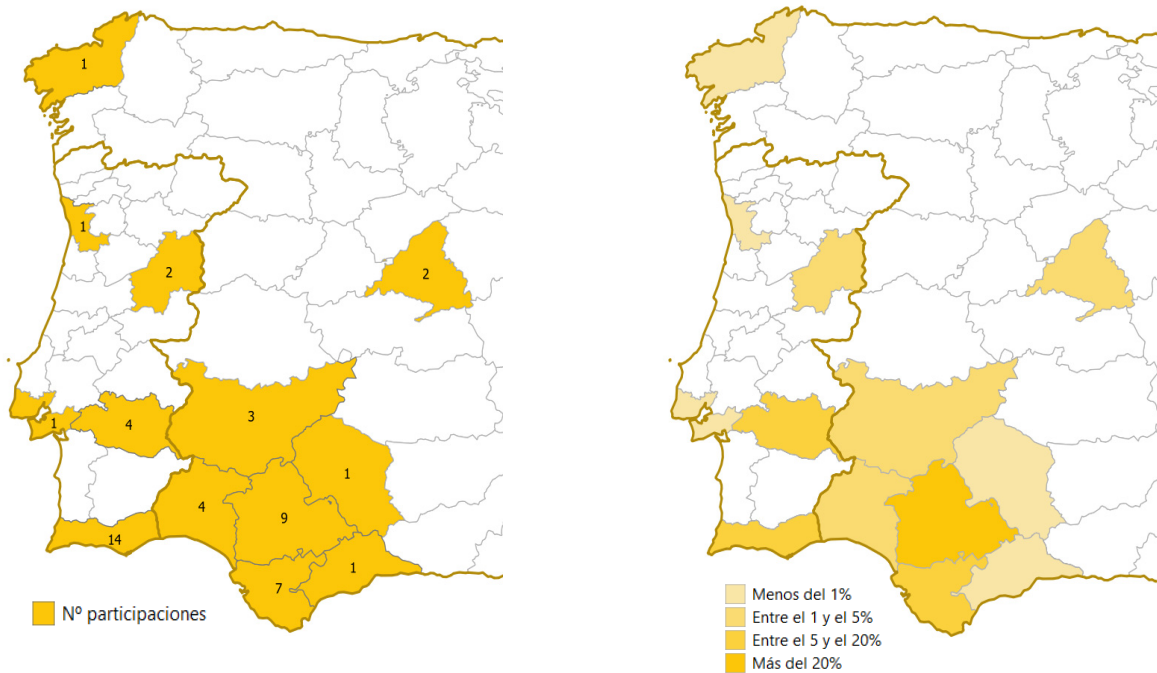 1
1
2
2
1
4
3
1
4
9
14
7
1
Nº participaciones
Menos del 1%
Entre el 1 y el 5%
Entre el 5 y el 20%
Más del 20%